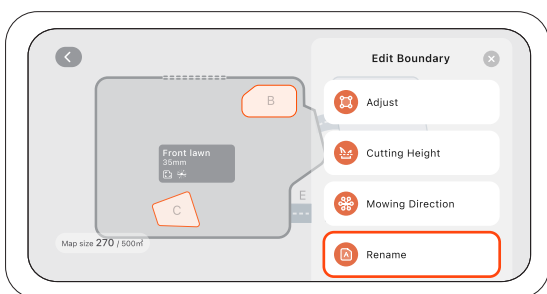 Edit Boundary
B
Adjust
Front lawn
35mm
Cutting Height
E
C
Mowing Direction
Map size 270 / 500㎡
A
Rename